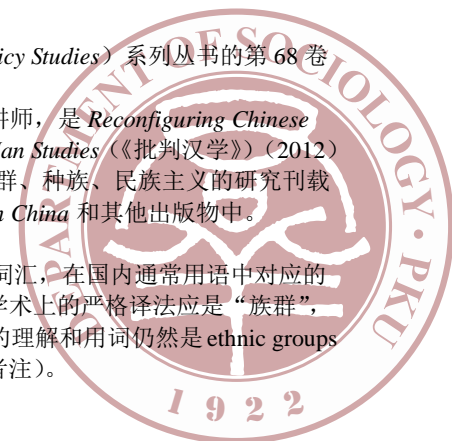 icy Studies）系列丛书的第 68 卷
讲师，是 Reconfiguring Chinese
Han Studies（《批判汉学》）（2012）
群、种族、民族主义的研究刊载
n China 和其他出版物中。
词汇，在国内通常用语中对应的
学术上的严格译法应是“族群”，
的理解和用词仍然是 ethnic groups
者注）。
DEPARTMENT OF SOCIOLOGY · PKU
1922